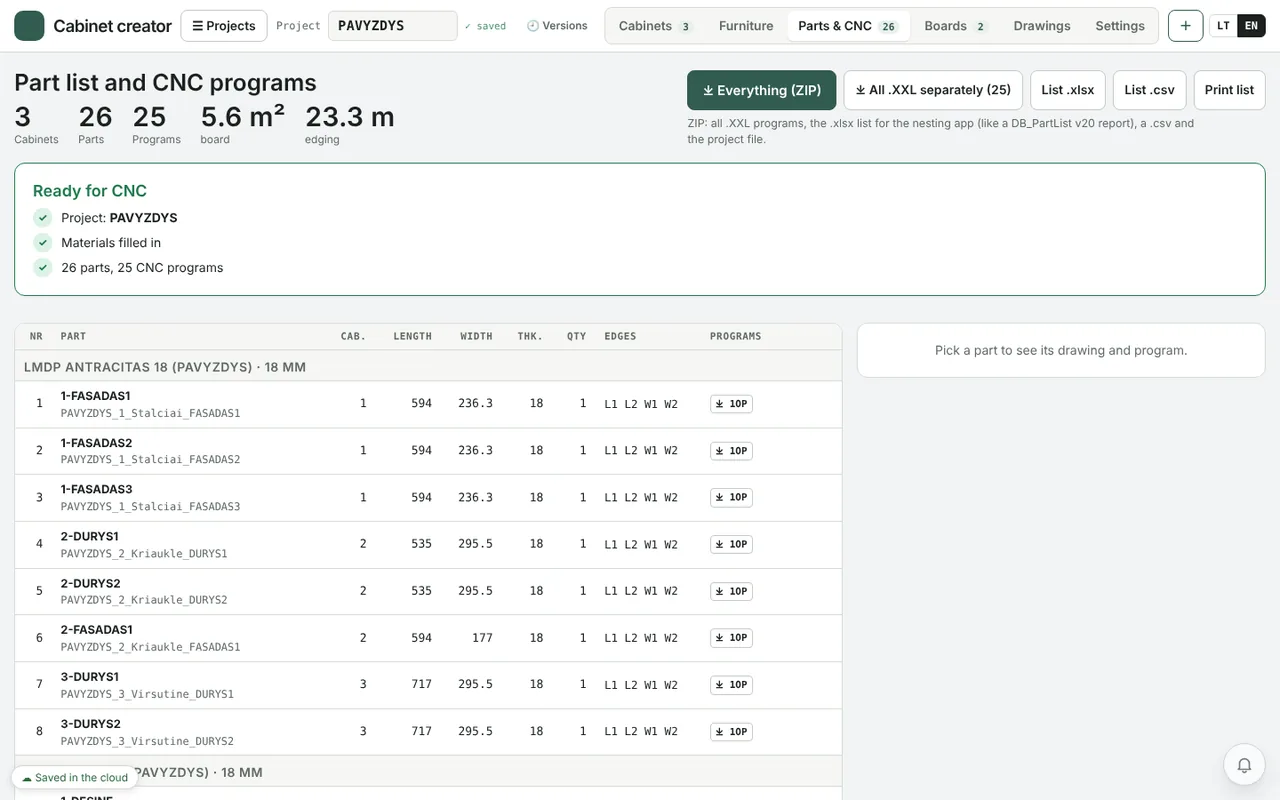 Cabinet creator
☰ Projects
Project
PAVYZDYS
✓ saved
Versions
Cabinets 3
Furniture
Parts & CNC 26
Boards 2
Drawings
Settings
+
LT
EN
Part list and CNC programs
3 26 25 5.6 m² 23.3 m
Cabinets Parts Programs board edging
Everything (ZIP)
All .XXL separately (25)
List .xlsx
List .csv
Print list
ZIP: all .XXL programs, the .xlsx list for the nesting app (like a DB_PartList v20 report), a .csv and
the project file.
Ready for CNC
✓ Project: PAVYZDYS
✓ Materials filled in
✓ 26 parts, 25 CNC programs
NR PART CAB. LENGTH WIDTH THK. QTY EDGES PROGRAMS
LMDP ANTRACITAS 18 (PAVYZDYS) · 18 MM
1 1-FASADAS1 1 594 236.3 18 1 L1 L2 W1 W2 1OP
PAVYZDYS_1_Stalciai_FASADAS1
2 1-FASADAS2 1 594 236.3 18 1 L1 L2 W1 W2 1OP
PAVYZDYS_1_Stalciai_FASADAS2
3 1-FASADAS3 1 594 236.3 18 1 L1 L2 W1 W2 1OP
PAVYZDYS_1_Stalciai_FASADAS3
4 2-DURYS1 2 535 295.5 18 1 L1 L2 W1 W2 1OP
PAVYZDYS_2_Kriaukle_DURYS1
5 2-DURYS2 2 535 295.5 18 1 L1 L2 W1 W2 1OP
PAVYZDYS_2_Kriaukle_DURYS2
6 2-FASADAS1 2 594 177 18 1 L1 L2 W1 W2 1OP
PAVYZDYS_2_Kriaukle_FASADAS1
7 3-DURYS1 3 717 295.5 18 1 L1 L2 W1 W2 1OP
PAVYZDYS_3_Virsutine_DURYS1
8 3-DURYS2 3 717 295.5 18 1 L1 L2 W1 W2 1OP
PAVYZDYS_3_Virsutine_DURYS2
PAVYZDYS) · 18 MM
Pick a part to see its drawing and program.
Saved in the cloud